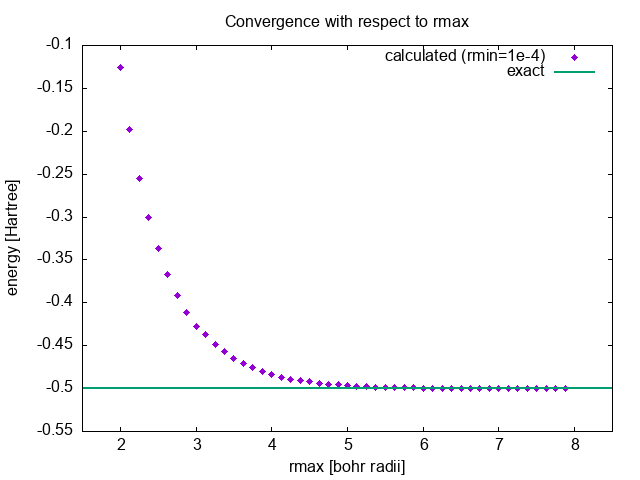 Convergence with respect to rmax
calculated (rmin=1e-4)
exact
-0.1
-0.15
-0.2
-0.25
-0.3
-0.35
-0.4
-0.45
-0.5
-0.55
energy [Hartree]
2 3 4 5 6 7 8
rmax [bohr radii]